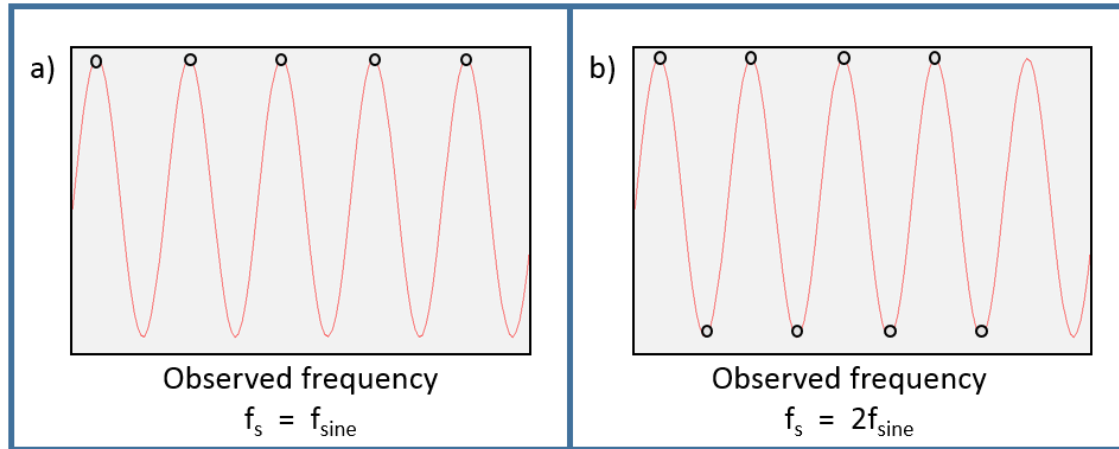 a)
Observed frequency
fₛ = fₛᵢₙₑ
b)
Observed frequency
fₛ = 2fₛᵢₙₑ